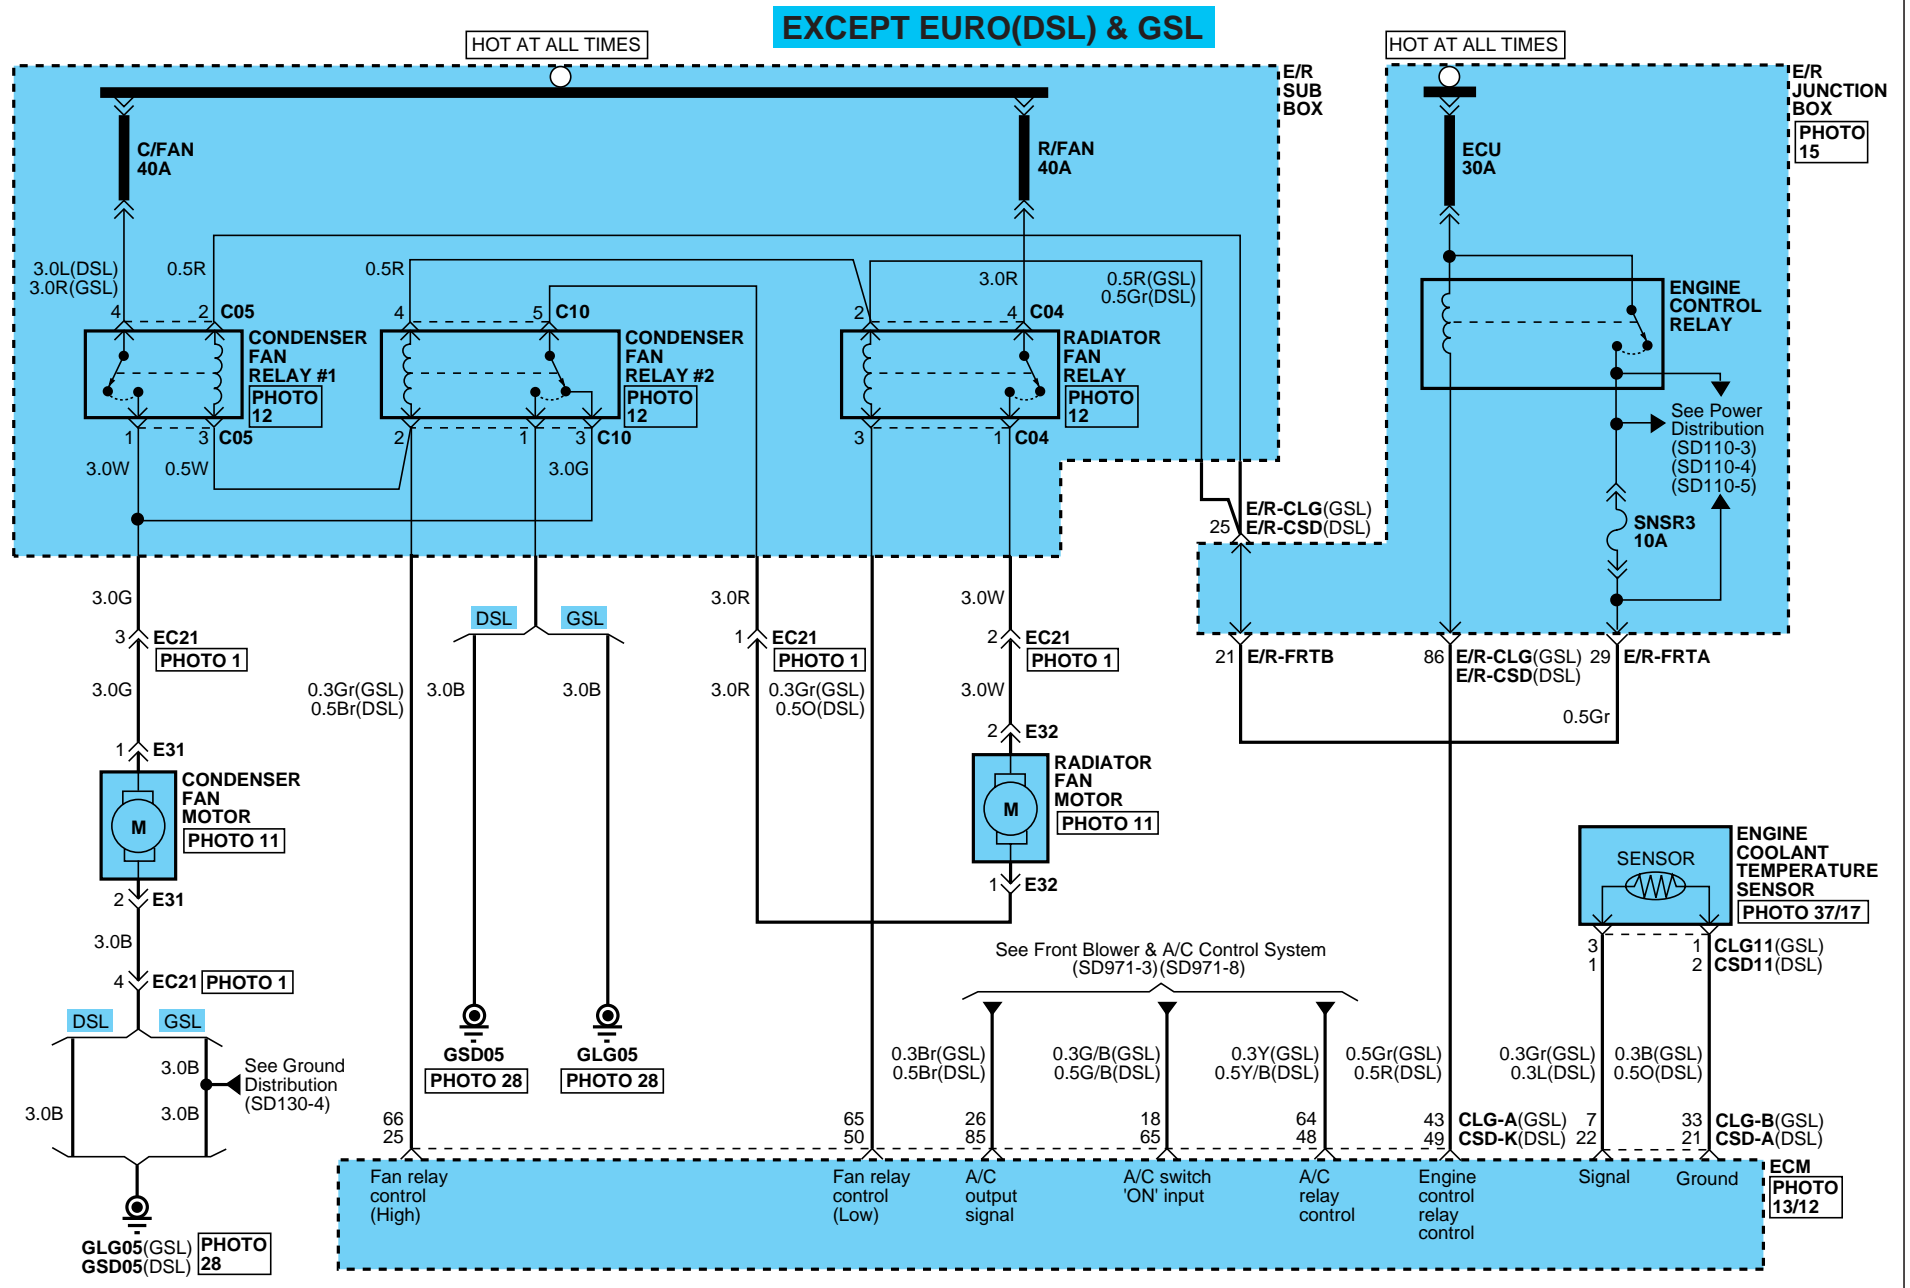 EXCEPT EURO(DSL) & GSL
HOT AT ALL TIMES
HOT AT ALL TIMES
E/R
SUB
BOX
E/R
JUNCTION
BOX
PHOTO
15
C/FAN
40A
R/FAN
40A
ECU
30A
3.0L(DSL)
3.0R(GSL)
0.5R
0.5R
3.0R
0.5R(GSL)
0.5Gr(DSL)
4
2
C05
4
5
C10
2
4
C04
CONDENSER
FAN
RELAY #1
PHOTO
12
CONDENSER
FAN
RELAY #2
PHOTO
12
RADIATOR
FAN
RELAY
PHOTO
12
ENGINE
CONTROL
RELAY
See Power
Distribution
(SD110-3)
(SD110-4)
(SD110-5)
1
3
C05
2
1
3
C10
3
1
C04
3.0W
0.5W
3.0G
SNSR3
10A
25
E/R-CLG(GSL)
E/R-CSD(DSL)
3.0G
DSL
GSL
3.0R
3.0W
3
EC21
PHOTO 1
1
EC21
PHOTO 1
2
EC21
PHOTO 1
21
E/R-FRTB
86
E/R-CLG(GSL)
E/R-CSD(DSL)
29
E/R-FRTA
3.0G
0.3Gr(GSL)
0.5Br(DSL)
3.0B
3.0B
3.0R
0.3Gr(GSL)
0.5O(DSL)
3.0W
0.5Gr
1
E31
2
E32
CONDENSER
FAN
MOTOR
PHOTO 11
M
RADIATOR
FAN
MOTOR
PHOTO 11
M
2
E31
1
E32
ENGINE
COOLANT
TEMPERATURE
SENSOR
PHOTO 37/17
SENSOR
3.0B
See Front Blower & A/C Control System
(SD971-3)(SD971-8)
3
1
CLG11(GSL)
1
2
CSD11(DSL)
4
EC21
PHOTO 1
DSL
GSL
GSD05
PHOTO 28
GLG05
PHOTO 28
3.0B
See Ground
Distribution
(SD130-4)
3.0B
3.0B
0.3Br(GSL)
0.5Br(DSL)
0.3G/B(GSL)
0.5G/B(DSL)
0.3Y(GSL)
0.5Y/B(DSL)
0.5Gr(GSL)
0.5R(DSL)
0.3Gr(GSL)
0.3L(DSL)
0.3B(GSL)
0.5O(DSL)
66
25
65
50
26
85
18
65
64
48
43
49
CLG-A(GSL)
CSD-K(DSL)
7
22
33
21
CLG-B(GSL)
CSD-A(DSL)
Fan relay
control
(High)
Fan relay
control
(Low)
A/C
output
signal
A/C switch
'ON' input
A/C
relay
control
Engine
control
relay
control
Signal
Ground
ECM
PHOTO
13/12
GLG05(GSL)
GSD05(DSL)
PHOTO
28